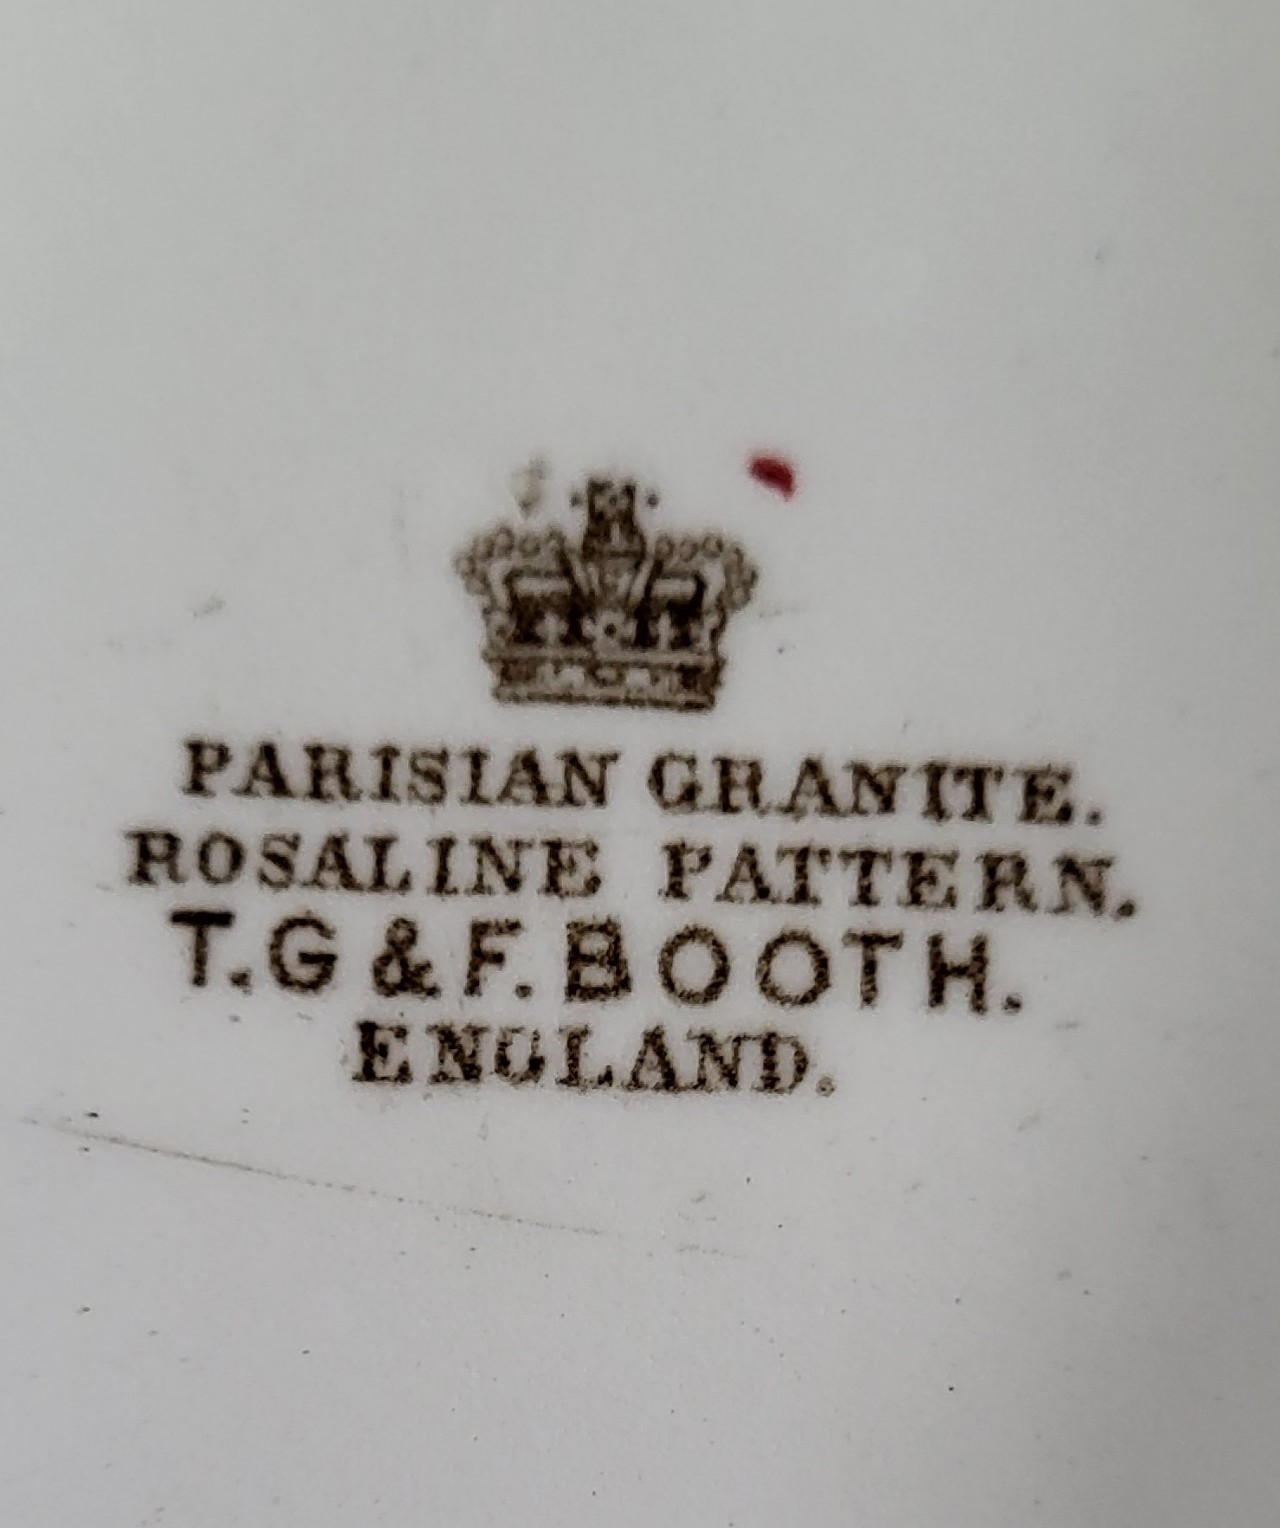 PARISIAN GRANITE.
ROSALINE PATTERN.
T.G & F. BOOTH.
ENGLAND.